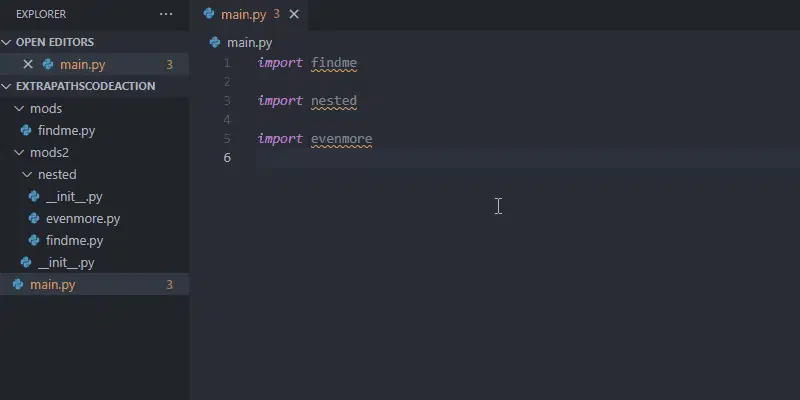 EXPLORER
OPEN EDITORS
main.py 3
EXTRAPATHSCODEACTION
mods
findme.py
mods2
nested
__init__.py
evenmore.py
findme.py
__init__.py
main.py 3
main.py 3
main.py
1 import findme
2
3 import nested
4
5 import evenmore
6